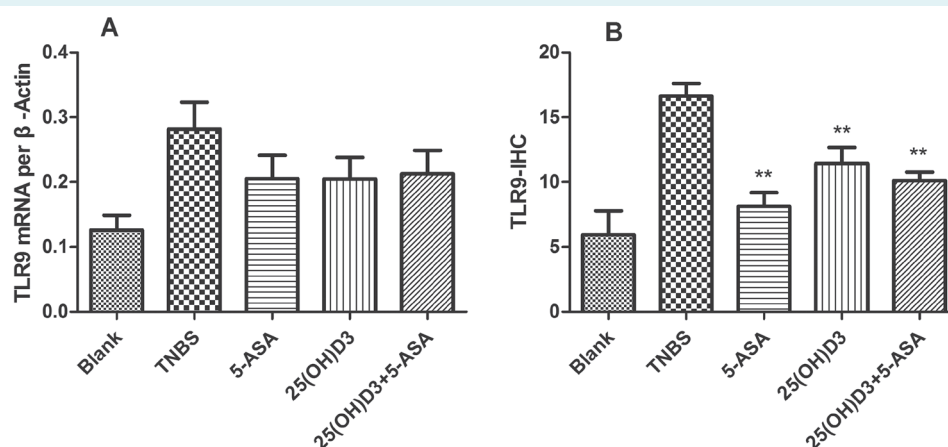 A
TLR9 mRNA per β -Actin
0.4
0.3
0.2
0.1
0.0
Blank
TNBS
5-ASA
25(OH)D3
25(OH)D3+5-ASA
B
TLR9-IHC
20
15
10
5
0
**
**
**
Blank
TNBS
5-ASA
25(OH)D3
25(OH)D3+5-ASA